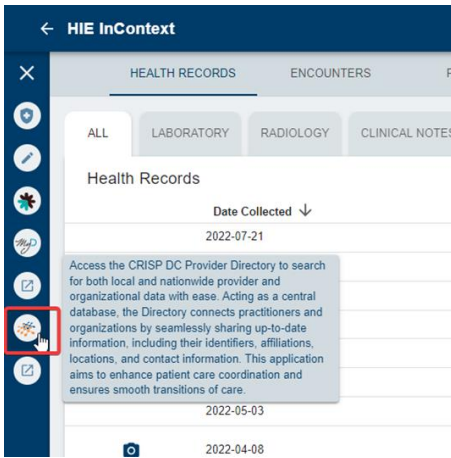 HIE InContext
HEALTH RECORDS ENCOUNTERS
ALL LABORATORY RADIOLOGY CLINICAL NOTES
Health Records
Date Collected
2022-07-21
MyD
Access the CRISP DC Provider Directory to search
for both local and nationwide provider and
organizational data with ease. Acting as a central
database, the Directory connects practitioners and
organizations by seamlessly sharing up-to-date
information, including their identifiers, affiliations,
locations, and contact information. This application
aims to enhance patient care coordination and
ensures smooth transitions of care.
2022-05-03
2022-04-08